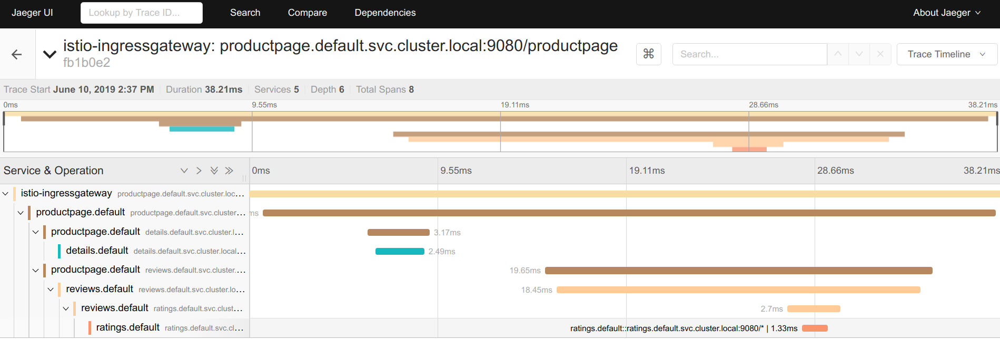 Jaeger UI Lookup by Trace ID... Search Compare Dependencies About Jaeger
istio-ingressgateway: productpage.default.svc.cluster.local:9080/productpage
fb1b0e2
⌘ Search... Trace Timeline
Trace Start June 10, 2019 2:37 PM Duration 38.21ms Services 5 Depth 6 Total Spans 8
0ms 9.55ms 19.11ms 28.66ms 38.21ms
Service & Operation 0ms 9.55ms 19.11ms 28.66ms 38.21ms
istio-ingressgateway productpage.default.svc.cluster.loc...
productpage.default productpage.default.svc.cluster... ms
productpage.default details.default.svc.cluster.l... 3.17ms
details.default details.default.svc.cluster.local... 2.49ms
productpage.default reviews.default.svc.cluster.... 19.65ms
reviews.default reviews.default.svc.cluster.lo... 18.45ms
reviews.default ratings.default.svc.clust... 2.7ms
ratings.default ratings.default.svc.cl... ratings.default::ratings.default.svc.cluster.local:9080/* | 1.33ms